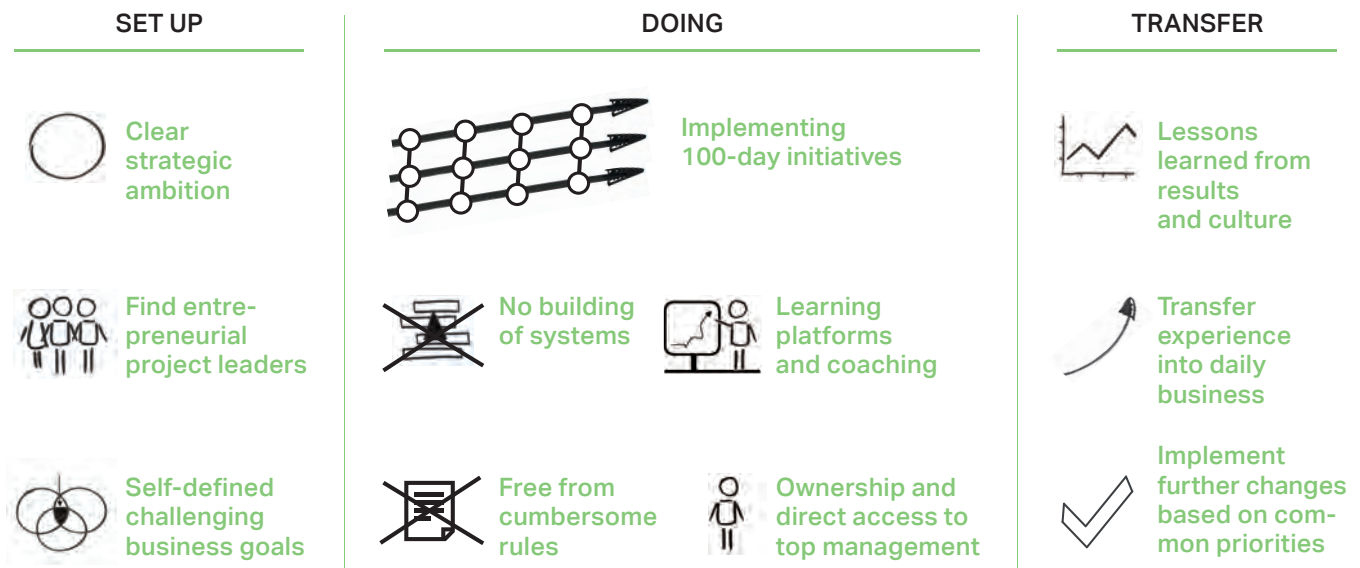 SET UP
Clear
strategic
ambition
Find entre-
preneurial
project leaders
Self-defined
challenging
business goals
DOING
Implementing
100-day initiatives
No building
of systems
Learning
platforms
and coaching
Free from
cumbersome
rules
Ownership and
direct access to
top management
TRANSFER
Lessons
learned from
results
and culture
Transfer
experience
into daily
business
Implement
further changes
based on com-
mon priorities